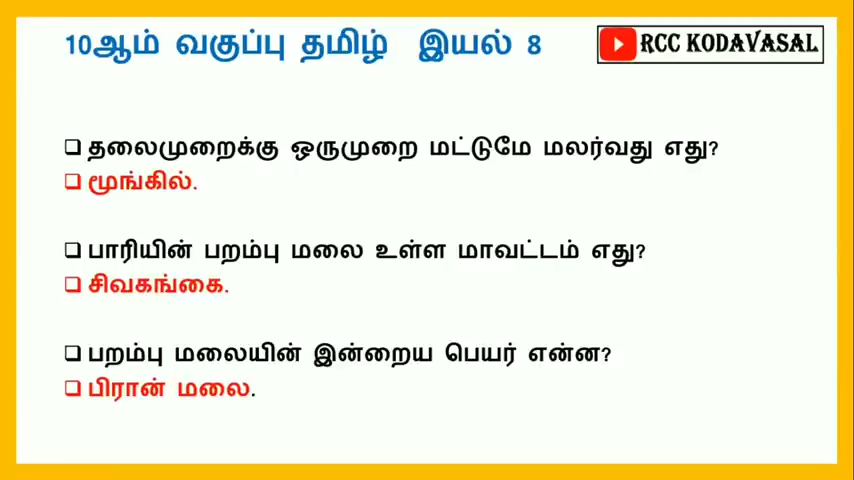 10ஆம் வகுப்பு தமிழ் இயல் 8
RCC KODAVASAL
❑ தலைமுறைக்கு ஒருமுறை மட்டுமே மலர்வது எது?
❑ மூங்கில்.
❑ பாரியின் பறம்பு மலை உள்ள மாவட்டம் எது?
❑ சிவகங்கை.
❑ பறம்பு மலையின் இன்றைய பெயர் என்ன?
❑ பிரான் மலை.